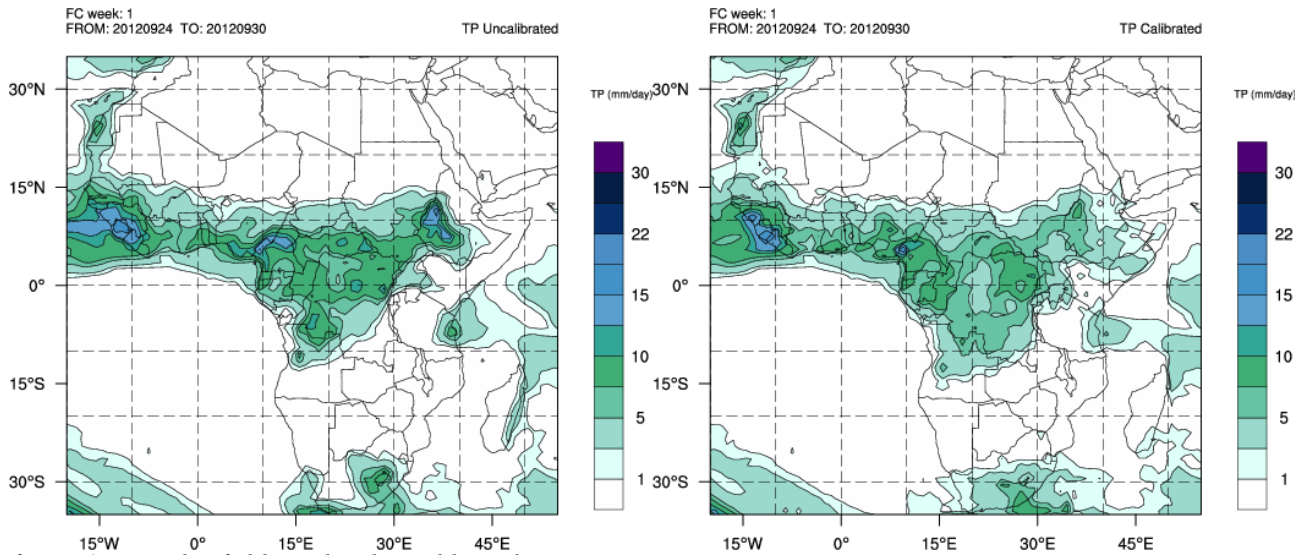 FC week: 1
FROM: 20120924 TO: 20120930
TP Uncalibrated
TP (mm/day)
30
22
15
10
5
1
30°N
15°N
0°
15°S
30°S
15°W 0° 15°E 30°E 45°E
FC week: 1
FROM: 20120924 TO: 20120930
TP Calibrated
TP (mm/day)
30
22
15
10
5
1
30°N
15°N
0°
15°S
30°S
15°W 0° 15°E 30°E 45°E